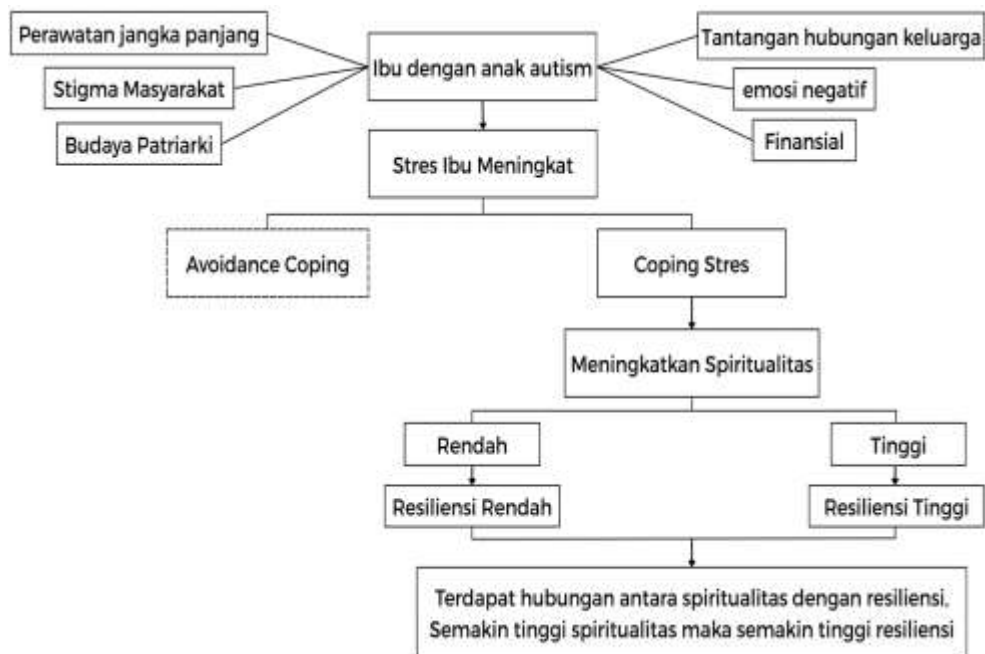 Perawatan jangka panjang
Stigma Masyarakat
Budaya Patriarki
Ibu dengan anak autism
Tantangan hubungan keluarga
emosi negatif
Finansial
Stres Ibu Meningkat
Avoidance Coping
Coping Stres
Meningkatkan Spiritualitas
Rendah
Tinggi
Resiliensi Rendah
Resiliensi Tinggi
Terdapat hubungan antara spiritualitas dengan resiliensi,
Semakin tinggi spiritualitas maka semakin tinggi resiliensi